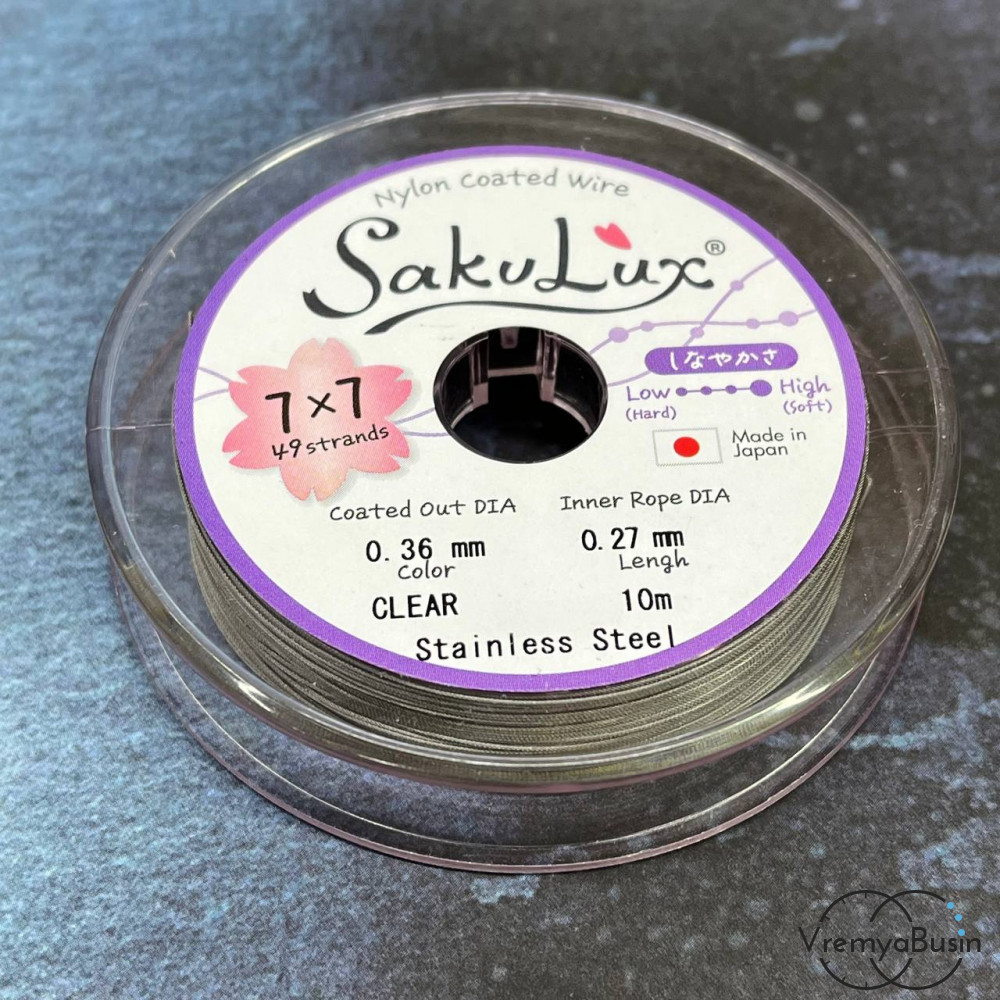 Nylon Coated Wire
SakuLux®
7×7
49 strands
しなやかさ
Low High
(Hard) (Soft)
Made in
Japan
Coated Out DIA Inner Rope DIA
0.36 mm 0.27 mm
Color Lengh
CLEAR 10m
Stainless Steel
VremyaBusin